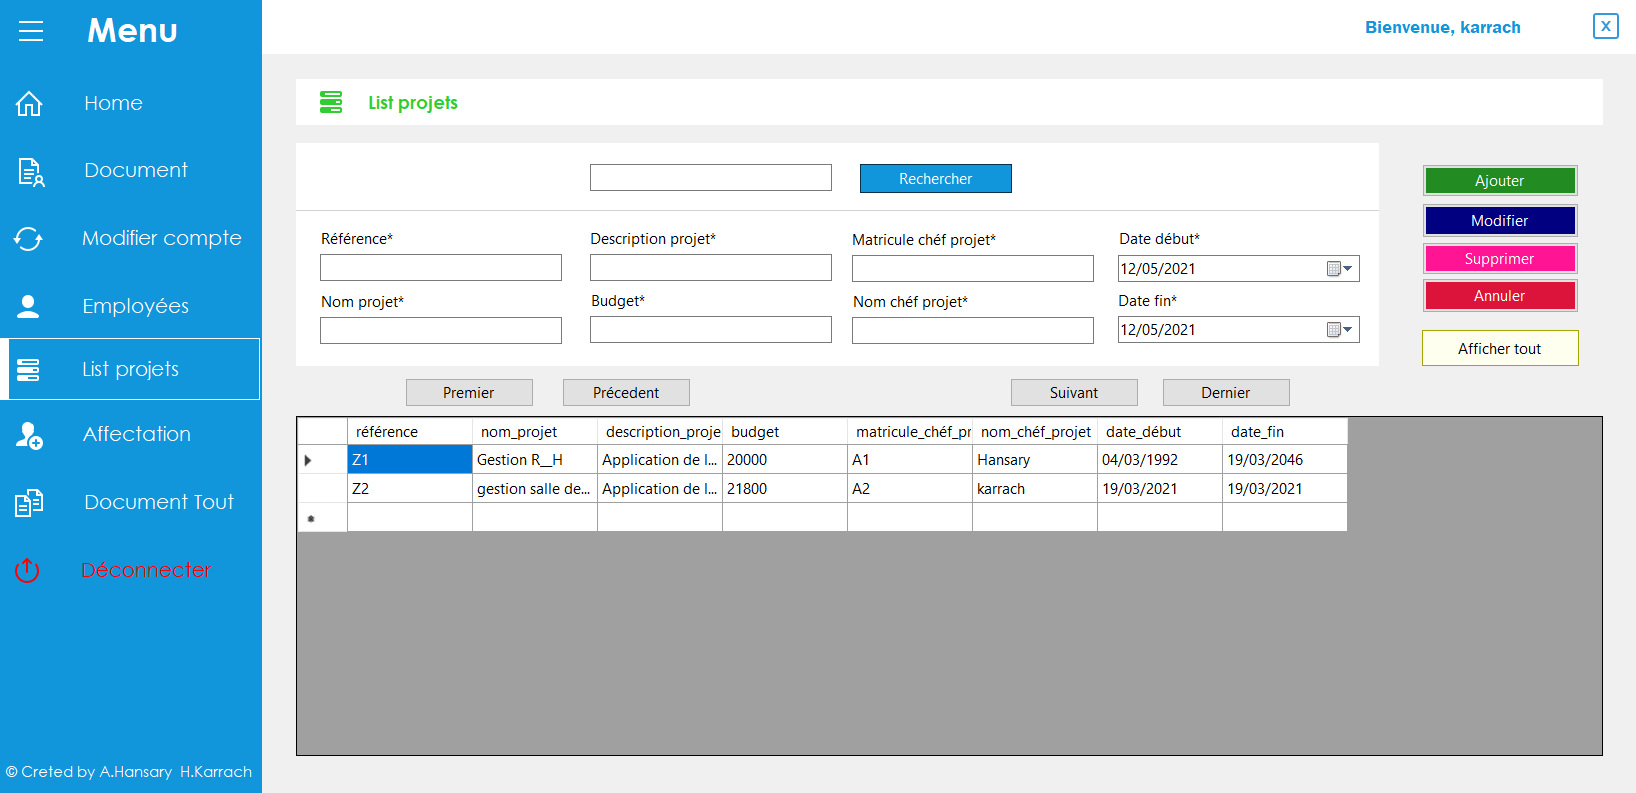 Menu
Bienvenue, karrach
X
Home
Document
Modifier compte
Employées
List projets
Affectation
Document Tout
Déconnecter
© Creted by A.Hansary H.Karrach
List projets
Rechercher
Référence*
Description projet*
Matricule chéf projet*
Date début*
12/05/2021
Nom projet*
Budget*
Nom chéf projet*
Date fin*
12/05/2021
Ajouter
Modifier
Supprimer
Annuler
Afficher tout
Premier
Précedent
Suivant
Dernier
référence nom_projet description_proje budget matricule_chéf_pr nom_chéf_projet date_début date_fin
Z1 Gestion R__H Application de l... 20000 A1 Hansary 04/03/1992 19/03/2046
Z2 gestion salle de... Application de l... 21800 A2 karrach 19/03/2021 19/03/2021